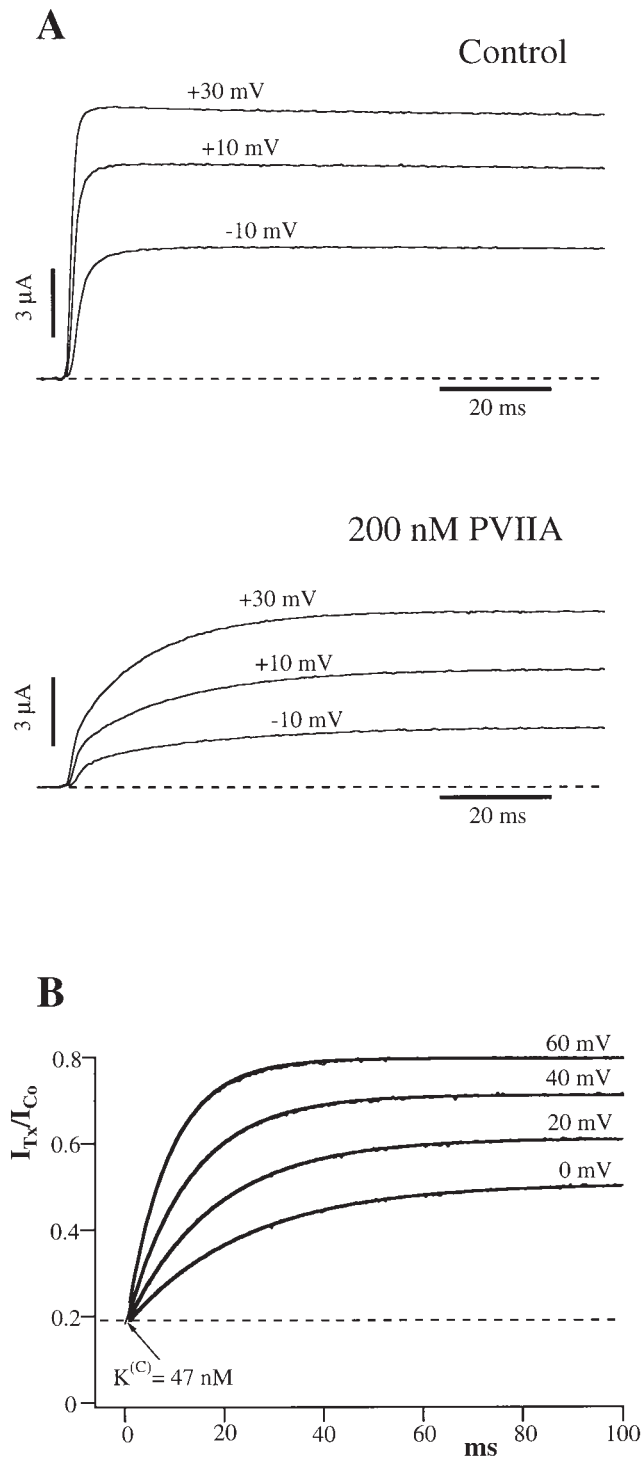 A
Control
+30 mV
+10 mV
-10 mV
3 µA
20 ms
200 nM PVIIA
+30 mV
+10 mV
-10 mV
3 µA
20 ms
B
I_Tx/I_Co
0.8
0.6
0.4
0.2
0
60 mV
40 mV
20 mV
0 mV
K^(C)= 47 nM
0 20 40 60 80 100
ms